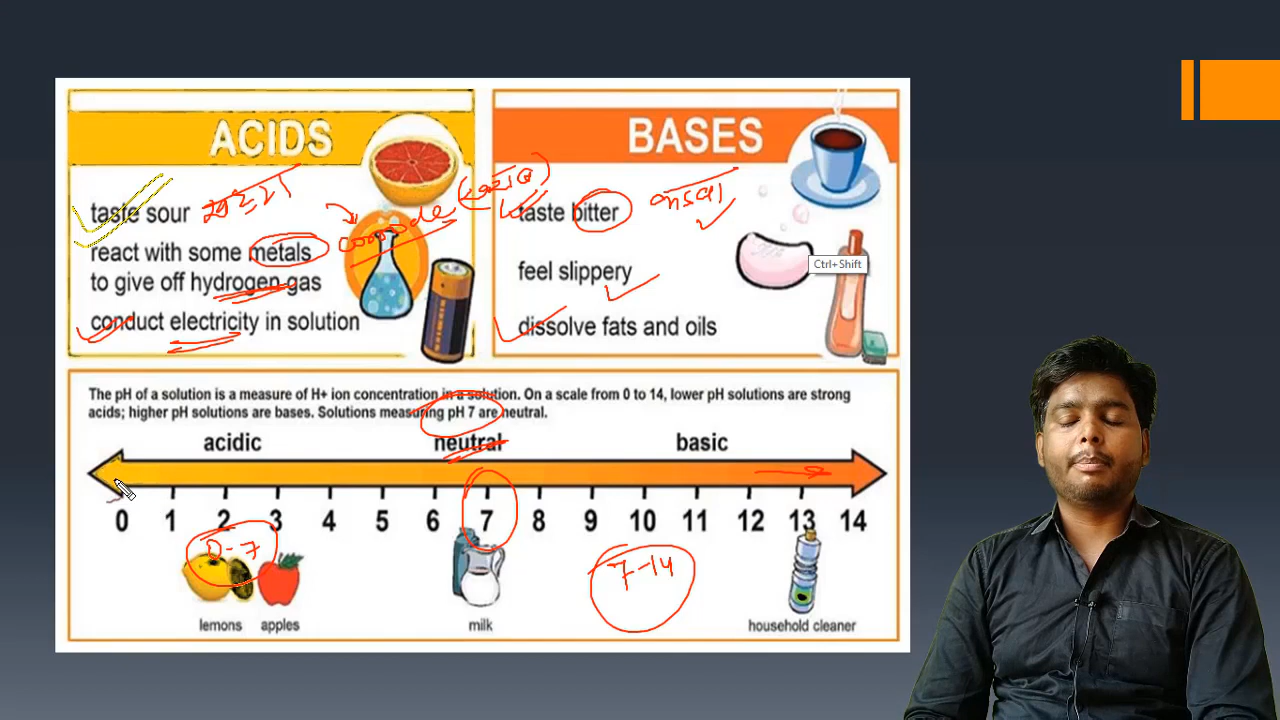 ACIDS
taste sour
react with some metals
to give off hydrogen gas
conduct electricity in solution
BASES
taste bitter
feel slippery
Ctrl+Shift
dissolve fats and oils
The pH of a solution is a measure of H+ ion concentration in a solution. On a scale from 0 to 14, lower pH solutions are strong
acids; higher pH solutions are bases. Solutions measuring pH 7 are neutral.
acidic neutral basic
0 1 2 3 4 5 6 7 8 9 10 11 12 13 14
0-7 7-14
lemons apples milk household cleaner